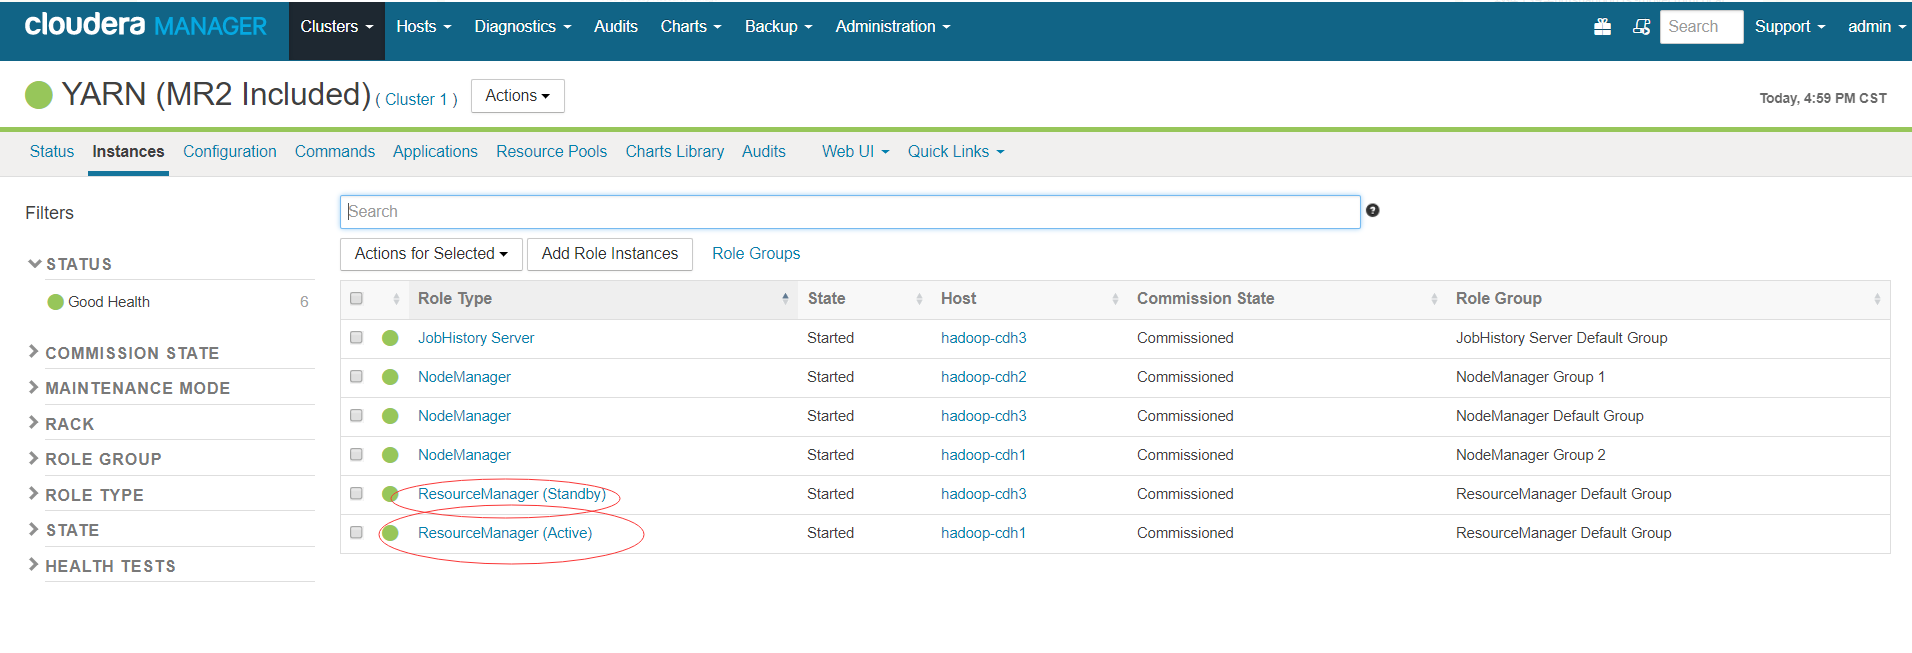 cloudera MANAGER Clusters Hosts Diagnostics Audits Charts Backup Administration Search Support admin
YARN (MR2 Included) ( Cluster 1 ) Actions Today, 4:59 PM CST
Status Instances Configuration Commands Applications Resource Pools Charts Library Audits Web UI Quick Links
Filters
STATUS
Good Health 6
COMMISSION STATE
MAINTENANCE MODE
RACK
ROLE GROUP
ROLE TYPE
STATE
HEALTH TESTS
Search ?
Actions for Selected Add Role Instances Role Groups
Role Type State Host Commission State Role Group
JobHistory Server Started hadoop-cdh3 Commissioned JobHistory Server Default Group
NodeManager Started hadoop-cdh2 Commissioned NodeManager Group 1
NodeManager Started hadoop-cdh3 Commissioned NodeManager Default Group
NodeManager Started hadoop-cdh1 Commissioned NodeManager Group 2
ResourceManager (Standby) Started hadoop-cdh3 Commissioned ResourceManager Default Group
ResourceManager (Active) Started hadoop-cdh1 Commissioned ResourceManager Default Group